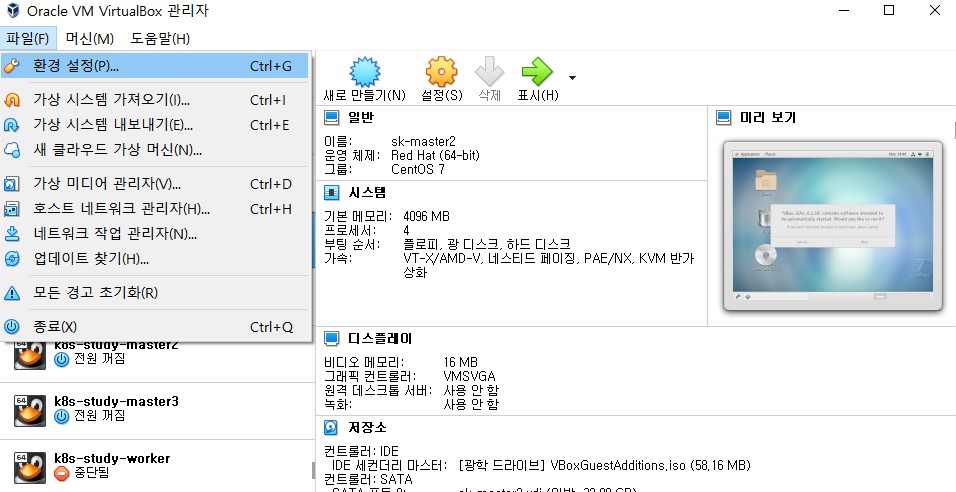 Oracle VM VirtualBox 관리자
파일(F) 머신(M) 도움말(H)
환경 설정(P)... Ctrl+G
가상 시스템 가져오기(I)... Ctrl+I
가상 시스템 내보내기(E)... Ctrl+E
새 클라우드 가상 머신(N)...
가상 미디어 관리자(V)... Ctrl+D
호스트 네트워크 관리자(H)... Ctrl+H
네트워크 작업 관리자(N)...
업데이트 찾기(H)...
모든 경고 초기화(R)
종료(X) Ctrl+Q
k8s-study-master2
전원 꺼짐
64
k8s-study-master3
전원 꺼짐
64
k8s-study-worker
중단됨
새로 만들기(N) 설정(S) 삭제 표시(H)
일반
이름: sk-master2
운영 체제: Red Hat (64-bit)
그룹: CentOS 7
시스템
기본 메모리: 4096 MB
프로세서: 4
부팅 순서: 플로피, 광 디스크, 하드 디스크
가속: VT-X/AMD-V, 네스티드 페이징, PAE/NX, KVM 반가
상화
디스플레이
비디오 메모리: 16 MB
그래픽 컨트롤러: VMSVGA
원격 데스크톱 서버: 사용 안 함
녹화: 사용 안 함
저장소
컨트롤러: IDE
IDE 세컨더리 마스터: [광학 드라이브] VBoxGuestAdditions.iso (58,16 MB)
컨트롤러: SATA
미리 보기
Applications Places
7